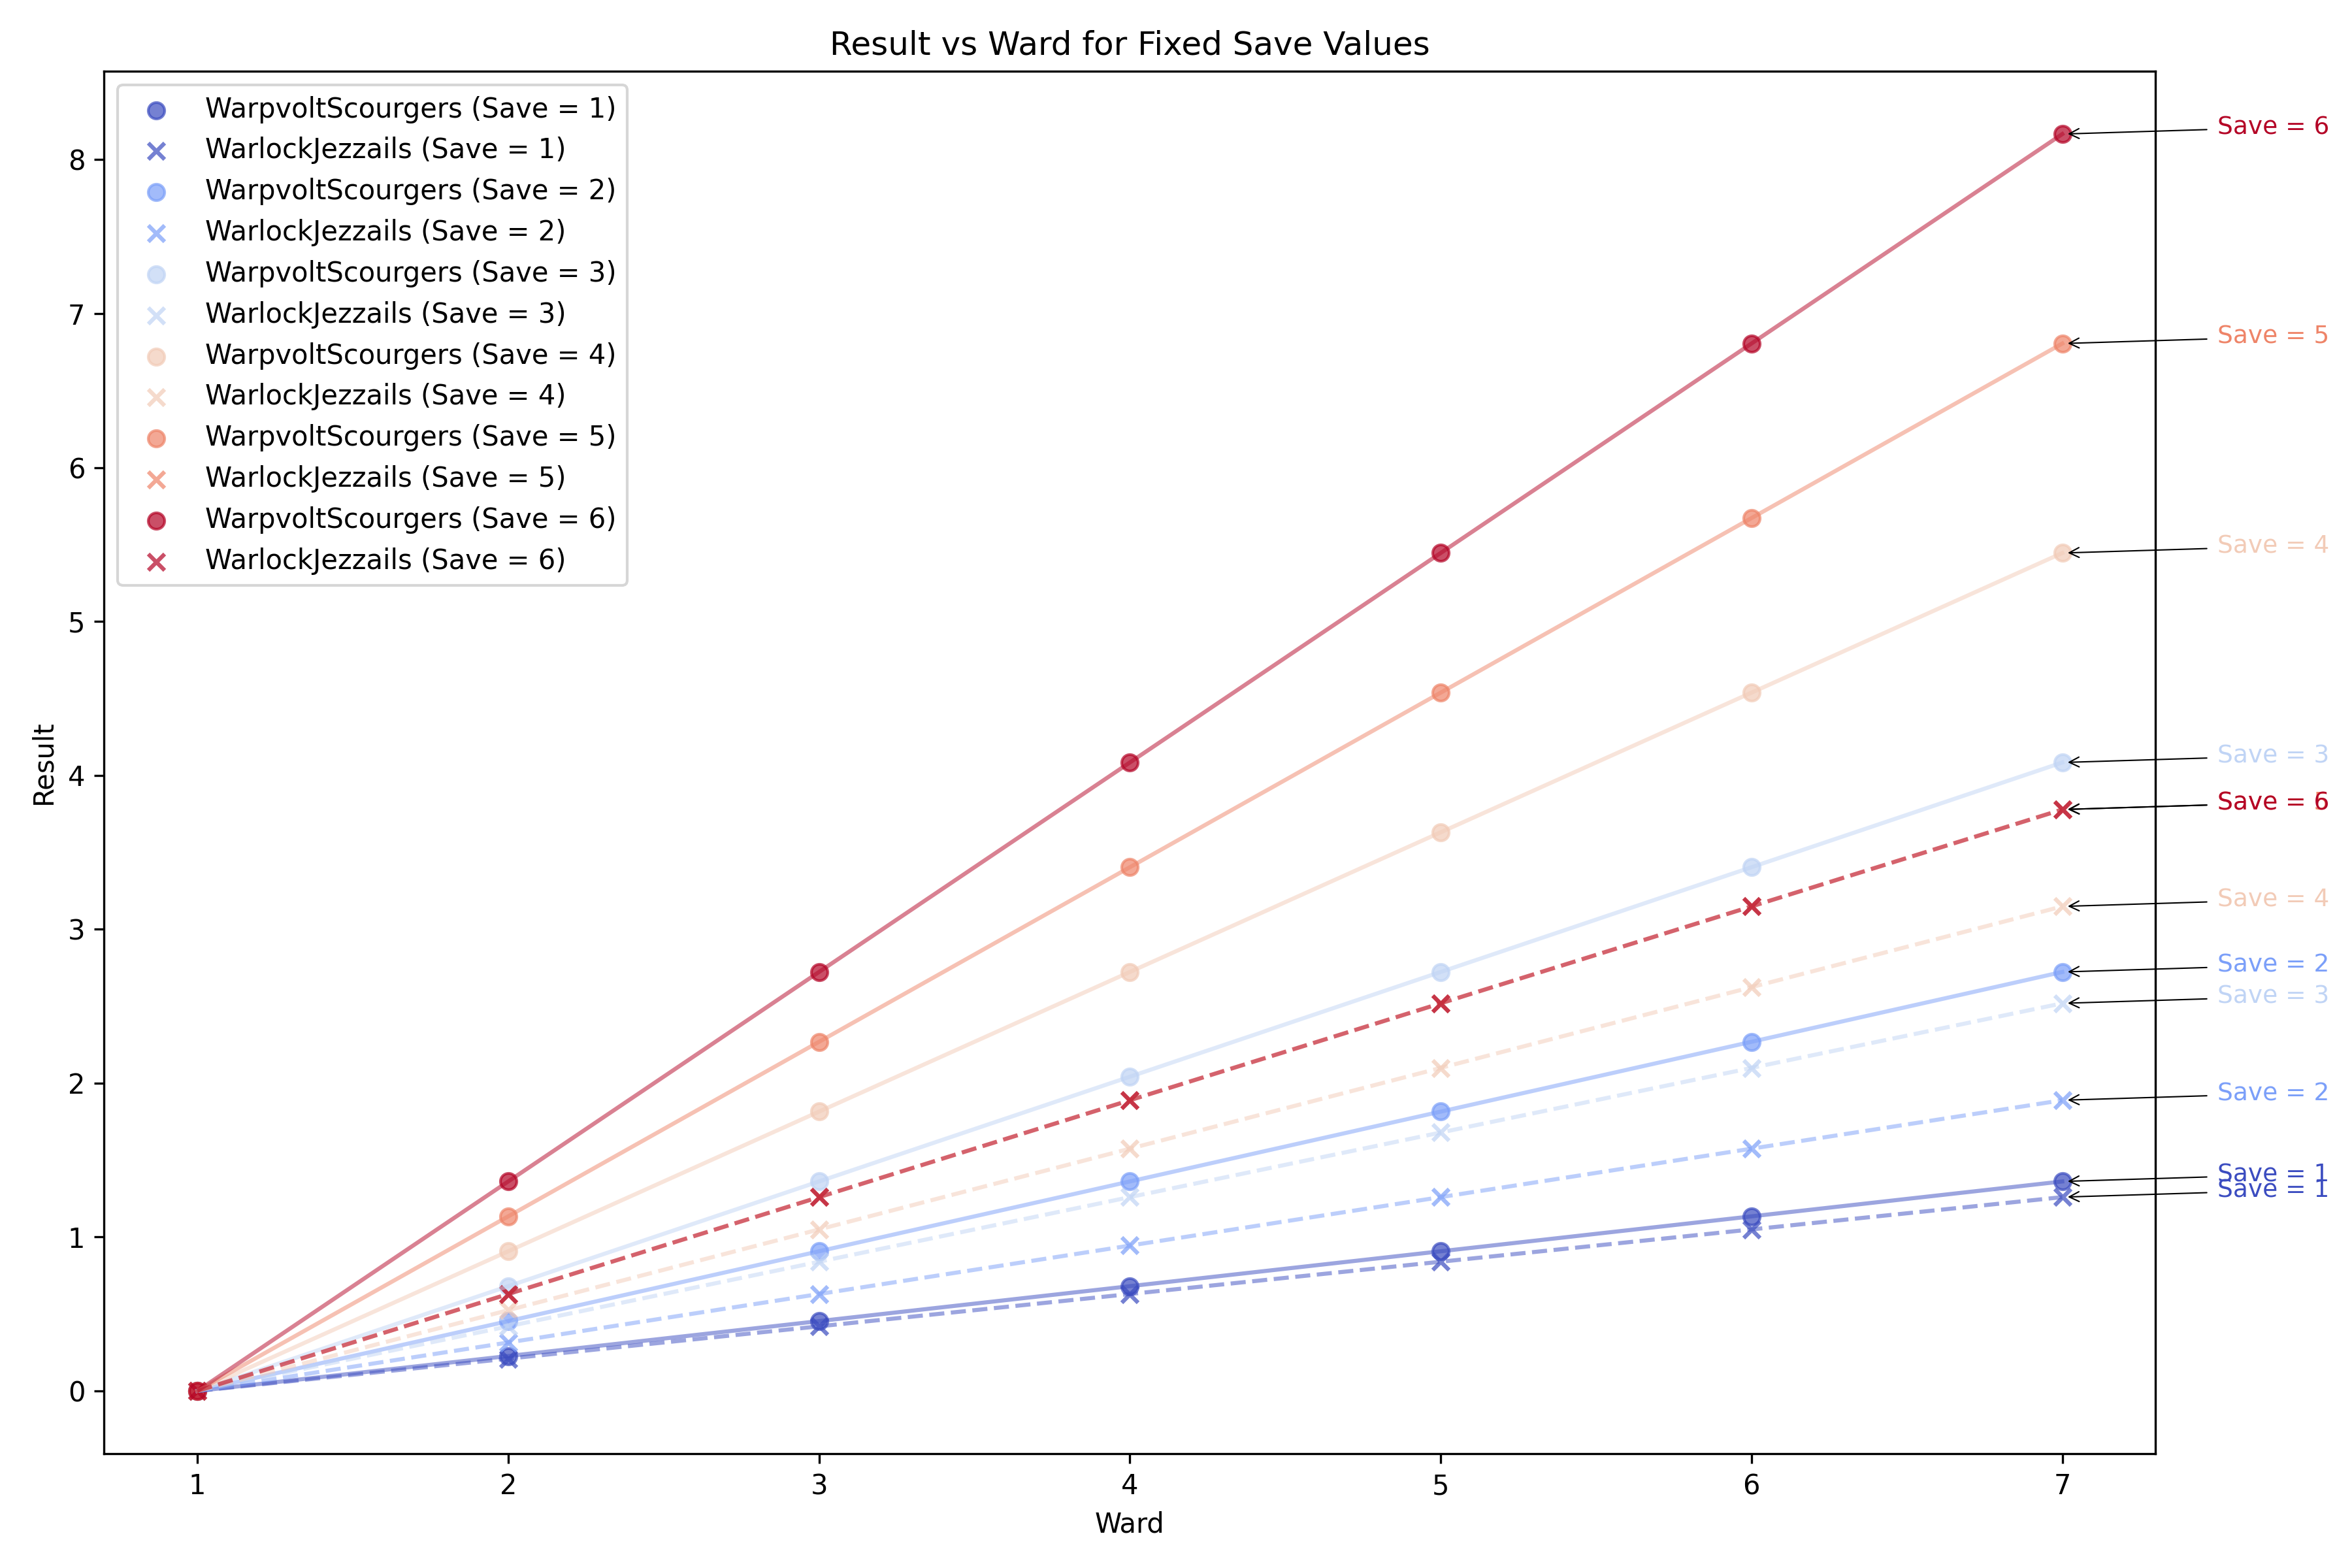 Result vs Ward for Fixed Save Values
WarpvoltScourgers (Save = 1)
WarlockJezzails (Save = 1)
WarpvoltScourgers (Save = 2)
WarlockJezzails (Save = 2)
WarpvoltScourgers (Save = 3)
WarlockJezzails (Save = 3)
WarpvoltScourgers (Save = 4)
WarlockJezzails (Save = 4)
WarpvoltScourgers (Save = 5)
WarlockJezzails (Save = 5)
WarpvoltScourgers (Save = 6)
WarlockJezzails (Save = 6)
8
7
6
5
4
3
2
1
0
Result
Save = 6
Save = 5
Save = 4
Save = 3
Save = 6
Save = 4
Save = 2
Save = 3
Save = 2
Save = 1
Save = 1
1 2 3 4 5 6 7
Ward